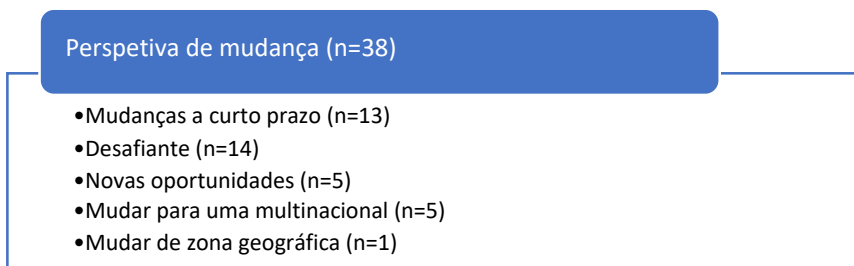 Perspetiva de mudança (n=38)
•Mudanças a curto prazo (n=13)
•Desafiante (n=14)
•Novas oportunidades (n=5)
•Mudar para uma multinacional (n=5)
•Mudar de zona geográfica (n=1)